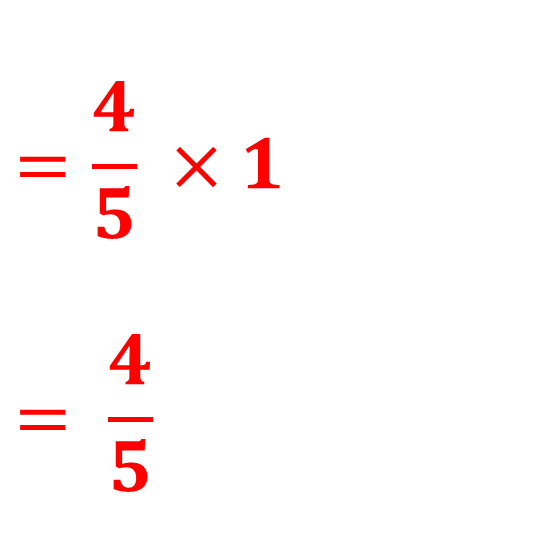 = 4/5 × 1
= 4/5